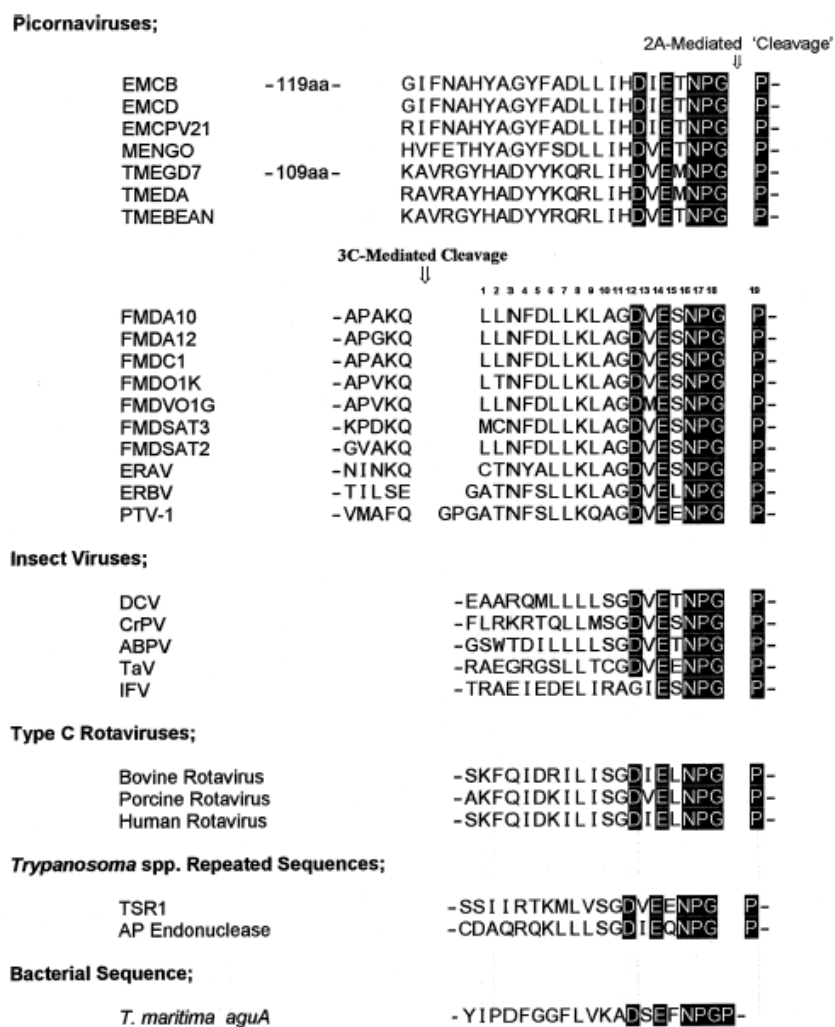 Picornaviruses;
2A-Mediated 'Cleavage'
⇓
EMCB -119aa- GIFNAHYAGYFADLLIHDIETNPG P-
EMCD GIFNAHYAGYFADLLIHDIETNPG P-
EMCPV21 RIFNAHYAGYFADLLIHDIETNPG P-
MENGO HVFETHYAGYFSDLLIHDVETNPG P-
TMEGD7 -109aa- KAVRGYHADYYKQRLIHDVEMNPG P-
TMEDA RAVRAYHADYYKQRLIHDVEMNPG P-
TMEBEAN KAVRGYHADYYRQRLIHDVETNPG P-
3C-Mediated Cleavage
⇓
1 2 3 4 5 6 7 8 9 10 11 12 13 14 15 16 17 18 19
FMDA10 -APAKQ LLNFDLLKLAGDVESNPG P-
FMDA12 -APGKQ LLNFDLLKLAGDVESNPG P-
FMDC1 -APAKQ LLNFDLLKLAGDVESNPG P-
FMDO1K -APVKQ LTNFDLLKLAGDVESNPG P-
FMDVO1G -APVKQ LLNFDLLKLAGDMESNPG P-
FMDSAT3 -KPDKQ MCNFDLLKLAGDVESNPG P-
FMDSAT2 -GVAKQ LLNFDLLKLAGDVESNPG P-
ERAV -NINKQ CTNYALLKLAGDVESNPG P-
ERBV -TILSE GATNFSLLKLAGDVELNPG P-
PTV-1 -VMAFQ GPGATNFSLLKQAGDVEENPG P-
Insect Viruses;
DCV -EAARQMLLLLSGDVETNPG P-
CrPV -FLRKRTQLLMSGDVESNPG P-
ABPV -GSWTDILLLLSGDVETNPG P-
TaV -RAEGRGSLLTCGDVEENPG P-
IFV -TRAEIEDELIRAGIESNPG P-
Type C Rotaviruses;
Bovine Rotavirus -SKFQIDRILISGDIELNPG P-
Porcine Rotavirus -AKFQIDKILISGDVELNPG P-
Human Rotavirus -SKFQIDKILISGDIELNPG P-
Trypanosoma spp. Repeated Sequences;
TSR1 -SSIIRTKMLVSGDVEENPG P-
AP Endonuclease -CDAQRQKLLLSGDIEQNPG P-
Bacterial Sequence;
T. maritima aguA -YIPDFGGFLVKADSEFNPGP-